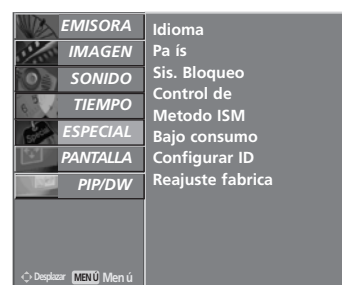 EMISORA
IMAGEN
SONIDO
TIEMPO
ESPECIAL
PANTALLA
PIP/DW
Desplazar MENÚ Menú
Idioma
Pa ís
Sis. Bloqueo
Control de
Metodo ISM
Bajo consumo
Configurar ID
Reajuste fabrica